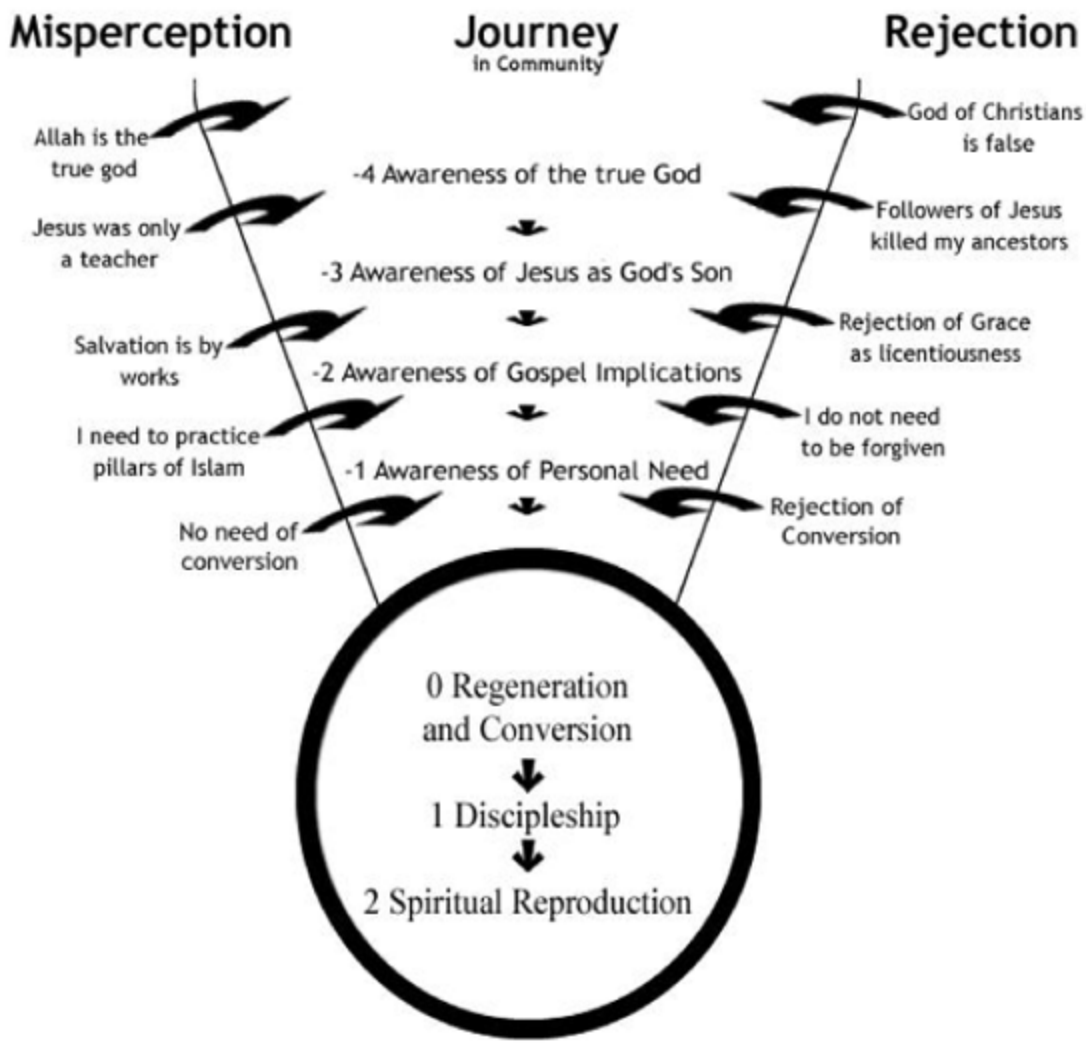 Misperception
Journey
in Community
Rejection
Allah is the
true god
God of Christians
is false
-4 Awareness of the true God
Jesus was only
a teacher
Followers of Jesus
killed my ancestors
-3 Awareness of Jesus as God's Son
Salvation is by
works
Rejection of Grace
as licentiousness
-2 Awareness of Gospel Implications
I need to practice
pillars of Islam
I do not need
to be forgiven
-1 Awareness of Personal Need
No need of
conversion
Rejection of
Conversion
0 Regeneration
and Conversion
1 Discipleship
2 Spiritual Reproduction